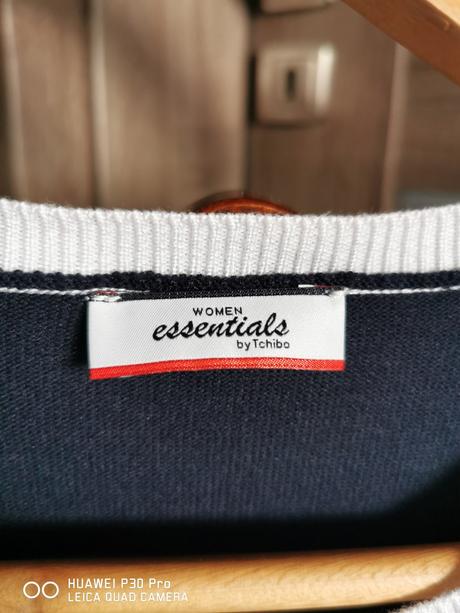 WOMEN
essentials
by Tchibo
HUAWEI P30 Pro
LEICA QUAD CAMERA